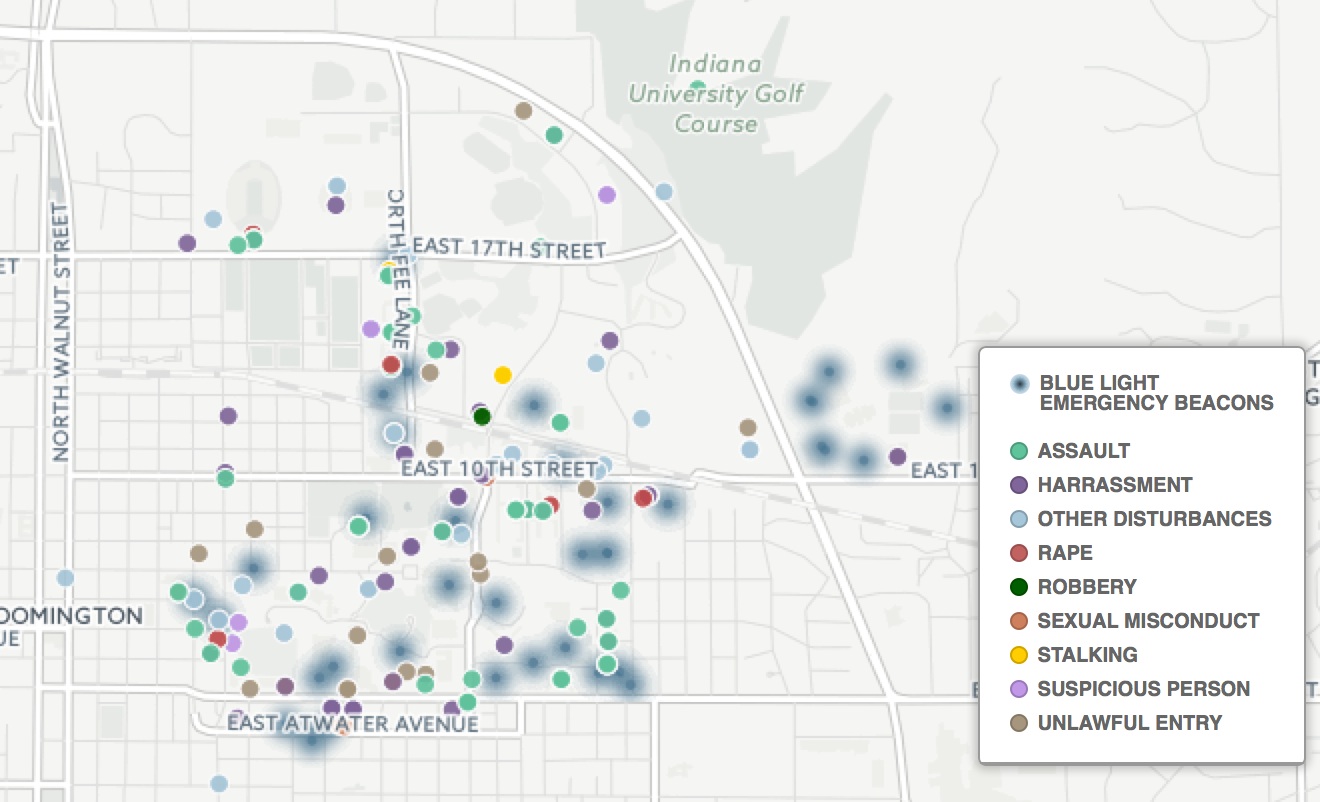 Indiana
University Golf
Course
ORTH FEE LANE
EAST 17TH STREET
ET
NORTH WALNUT STREET
EAST 10TH STREET
EAST 1
OOMINGTON
UE
EAST ATWATER AVENUE
E
T
G
T
BLUE LIGHT
EMERGENCY BEACONS
ASSAULT
HARRASSMENT
OTHER DISTURBANCES
RAPE
ROBBERY
SEXUAL MISCONDUCT
STALKING
SUSPICIOUS PERSON
UNLAWFUL ENTRY